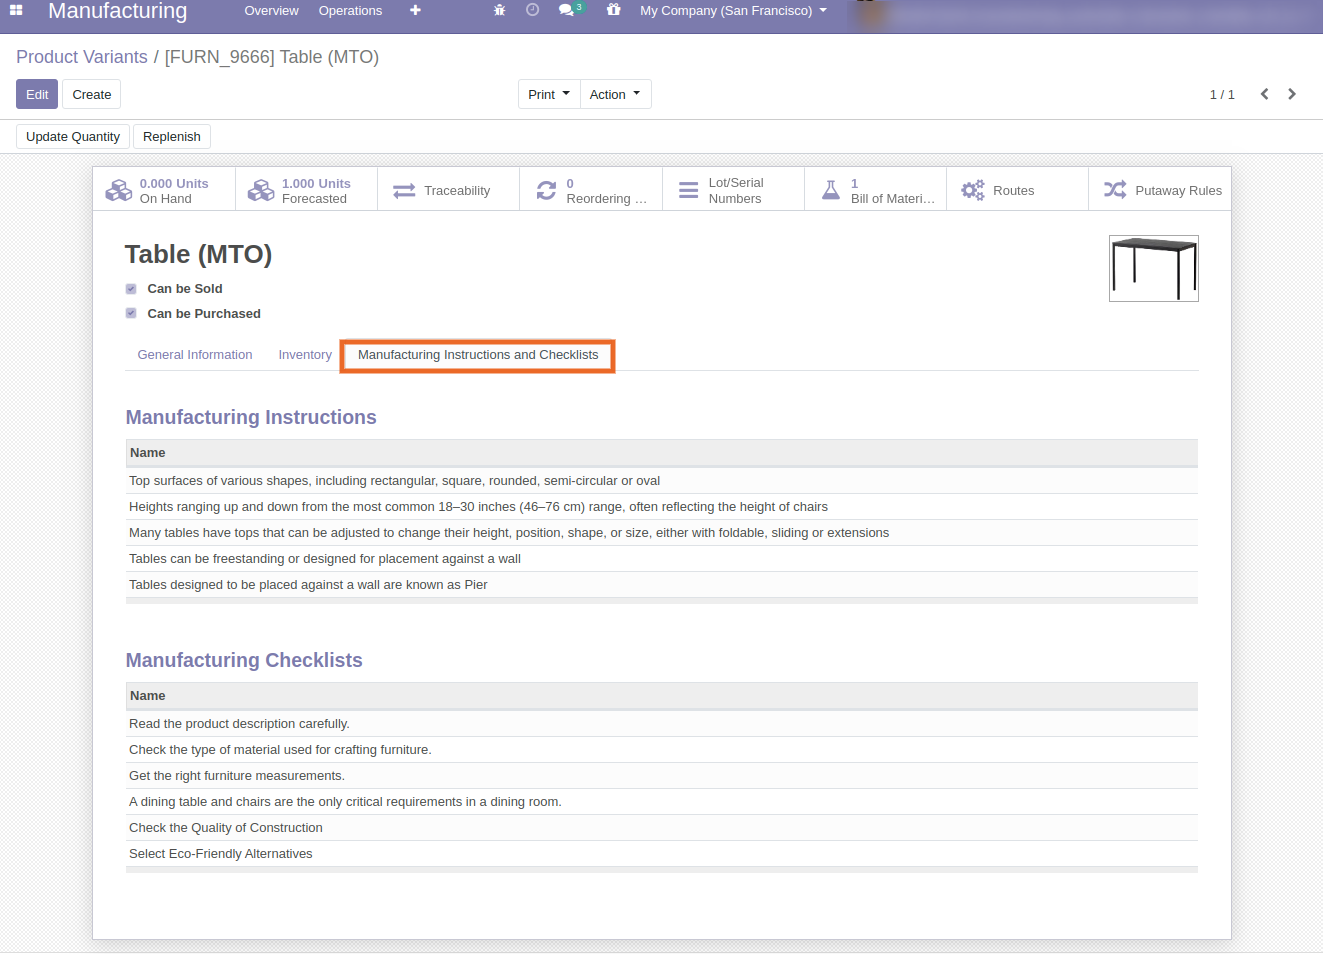 Manufacturing Overview Operations + 3 My Company (San Francisco)
Product Variants / [FURN_9666] Table (MTO)
Edit Create Print Action 1 / 1
Update Quantity Replenish
0.000 Units
On Hand
1.000 Units
Forecasted
Traceability
0
Reordering ...
Lot/Serial
Numbers
1
Bill of Materi...
Routes
Putaway Rules
Table (MTO)
Can be Sold
Can be Purchased
General Information Inventory Manufacturing Instructions and Checklists
Manufacturing Instructions
Name
Top surfaces of various shapes, including rectangular, square, rounded, semi-circular or oval
Heights ranging up and down from the most common 18–30 inches (46–76 cm) range, often reflecting the height of chairs
Many tables have tops that can be adjusted to change their height, position, shape, or size, either with foldable, sliding or extensions
Tables can be freestanding or designed for placement against a wall
Tables designed to be placed against a wall are known as Pier
Manufacturing Checklists
Name
Read the product description carefully.
Check the type of material used for crafting furniture.
Get the right furniture measurements.
A dining table and chairs are the only critical requirements in a dining room.
Check the Quality of Construction
Select Eco-Friendly Alternatives